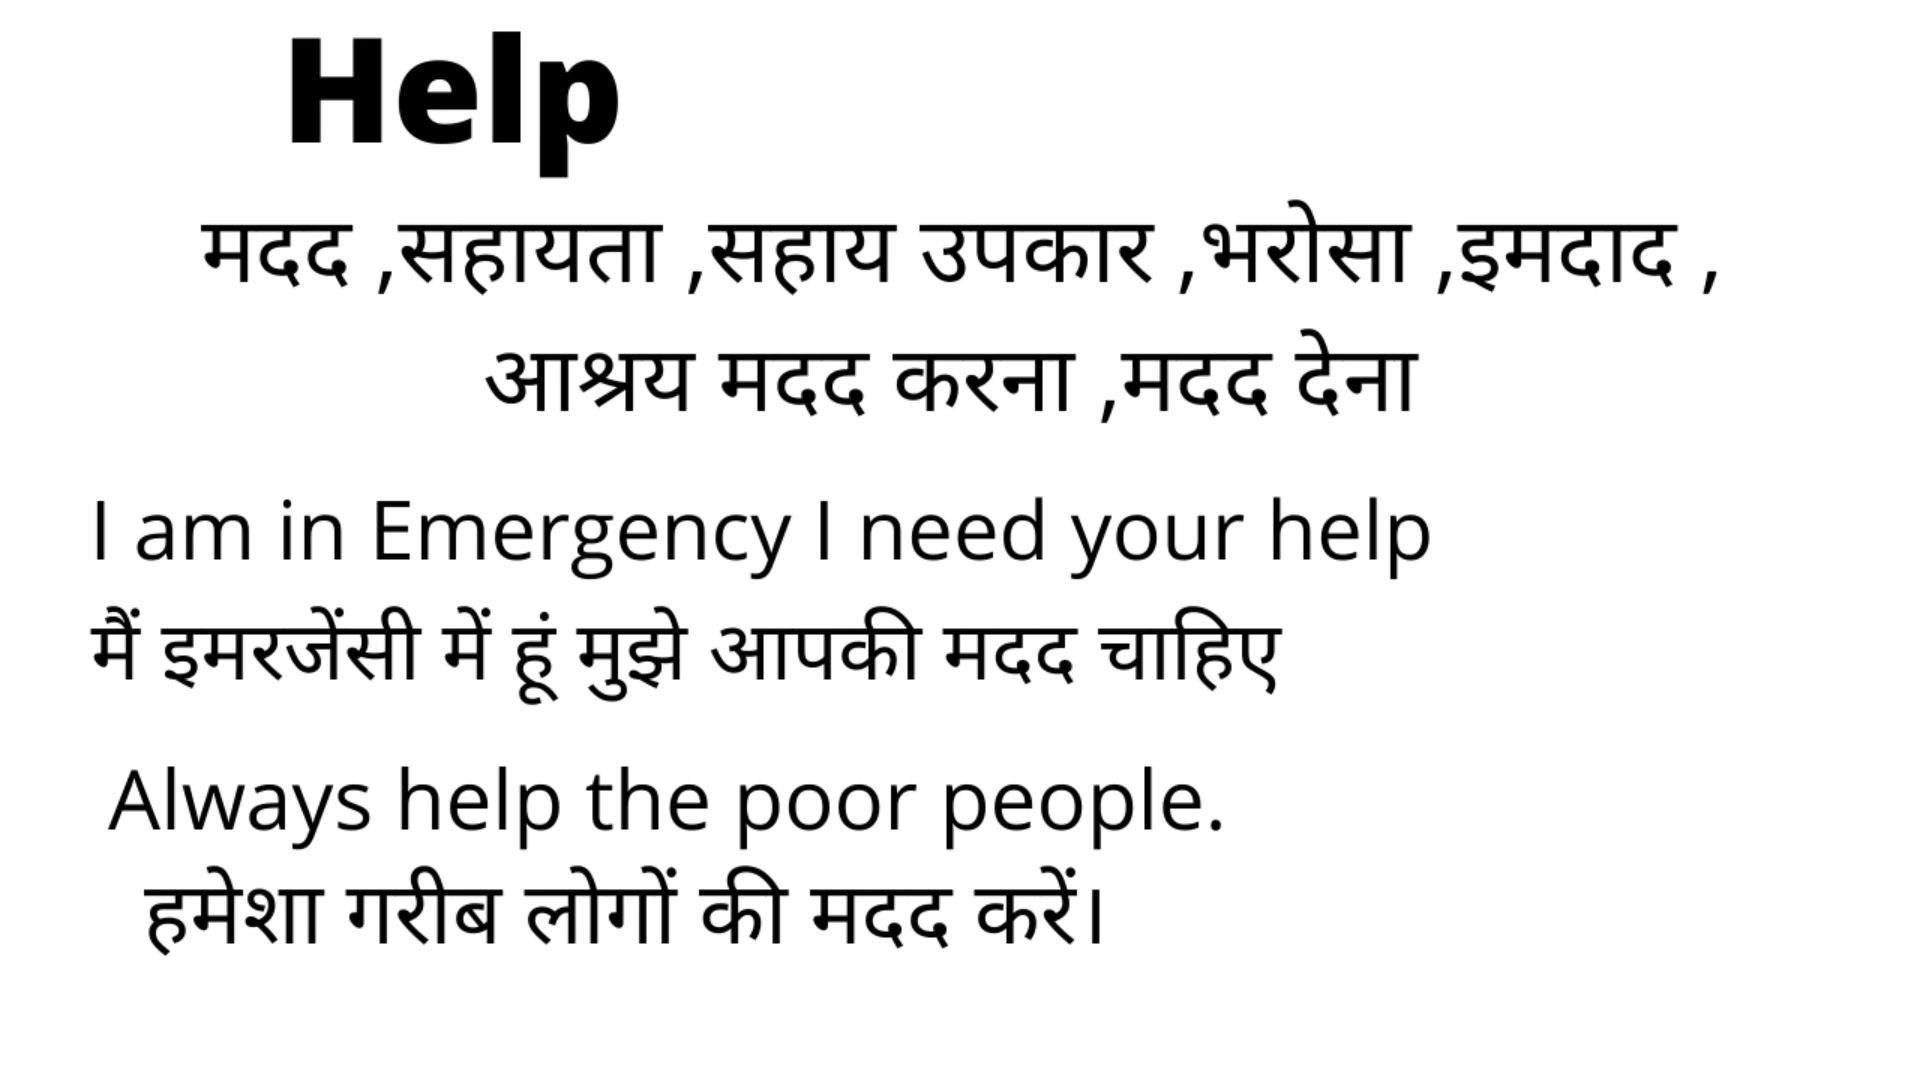 Help
मदद ,सहायता ,सहाय उपकार ,भरोसा ,इमदाद ,
आश्रय मदद करना ,मदद देना
I am in Emergency I need your help
मैं इमरजेंसी में हूं मुझे आपकी मदद चाहिए
Always help the poor people.
हमेशा गरीब लोगों की मदद करें।